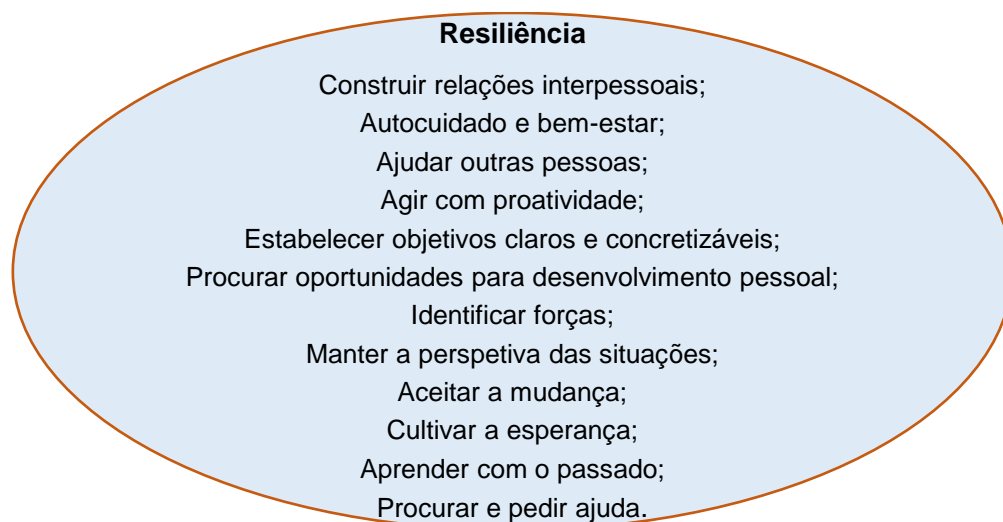 Resiliência
Construir relações interpessoais;
Autocuidado e bem-estar;
Ajudar outras pessoas;
Agir com proatividade;
Estabelecer objetivos claros e concretizáveis;
Procurar oportunidades para desenvolvimento pessoal;
Identificar forças;
Manter a perspetiva das situações;
Aceitar a mudança;
Cultivar a esperança;
Aprender com o passado;
Procurar e pedir ajuda.